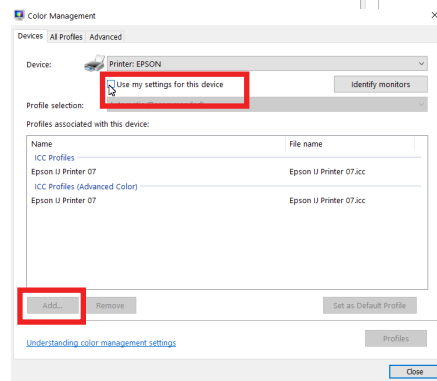 Color Management
Devices All Profiles Advanced
Device: Printer: EPSON
Use my settings for this device Identify monitors
Profile selection:
Profiles associated with this device:
Name File name
ICC Profiles
Epson IJ Printer 07 Epson IJ Printer 07.icc
ICC Profiles (Advanced Color)
Epson IJ Printer 07 Epson IJ Printer 07.icc
Add... Remove Set as Default Profile
Understanding color management settings Profiles
Close